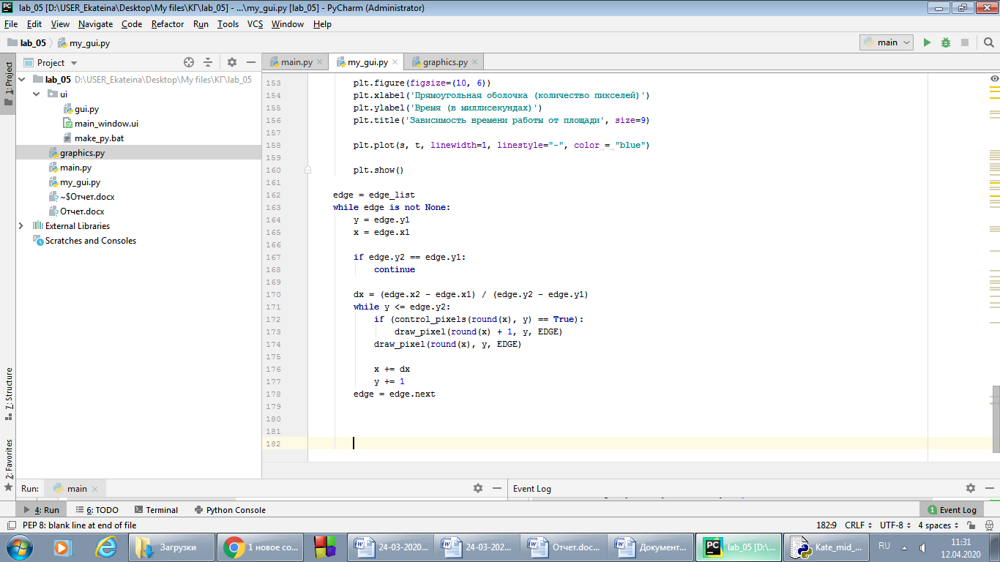 lab_05 [D:\USER_Ekateina\Desktop\My files\КГ\lab_05] - ...\my_gui.py [lab_05] - PyCharm (Administrator)
File Edit View Navigate Code Refactor Run Tools VCS Window Help
lab_05 my_gui.py main
1: Project
Project
main.py my_gui.py graphics.py
lab_05 D:\USER_Ekateina\Desktop\My files\КГ\lab_05
ui
gui.py
main_window.ui
make_py.bat
graphics.py
main.py
my_gui.py
~$Отчет.docx
Отчет.docx
External Libraries
Scratches and Consoles
153 plt.figure(figsize=(10, 6))
154 plt.xlabel('Прямоугольная оболочка (количество пикселей)')
155 plt.ylabel('Время (в миллисекундах)')
156 plt.title('Зависимость времени работы от площади', size=9)
157
158 plt.plot(s, t, linewidth=1, linestyle="-", color = "blue")
159
160 plt.show()
161
162 edge = edge_list
163 while edge is not None:
164 y = edge.y1
165 x = edge.x1
166
167 if edge.y2 == edge.y1:
168 continue
169
170 dx = (edge.x2 - edge.x1) / (edge.y2 - edge.y1)
171 while y <= edge.y2:
172 if (control_pixels(round(x), y) == True):
173 draw_pixel(round(x) + 1, y, EDGE)
174 draw_pixel(round(x), y, EDGE)
175
176 x += dx
177 y += 1
178 edge = edge.next
179
180
181
182
7: Structure
2: Favorites
Run: main
Event Log
4: Run 6: TODO Terminal Python Console 1 Event Log
PEP 8: blank line at end of file 182:9 CRLF UTF-8 4 spaces
Загрузки 1 новое со... 24-03-2020... 24-03-202... Отчет.doc... Документ... lab_05 [D:\... Kate_mid_... RU 11:31
12.04.2020